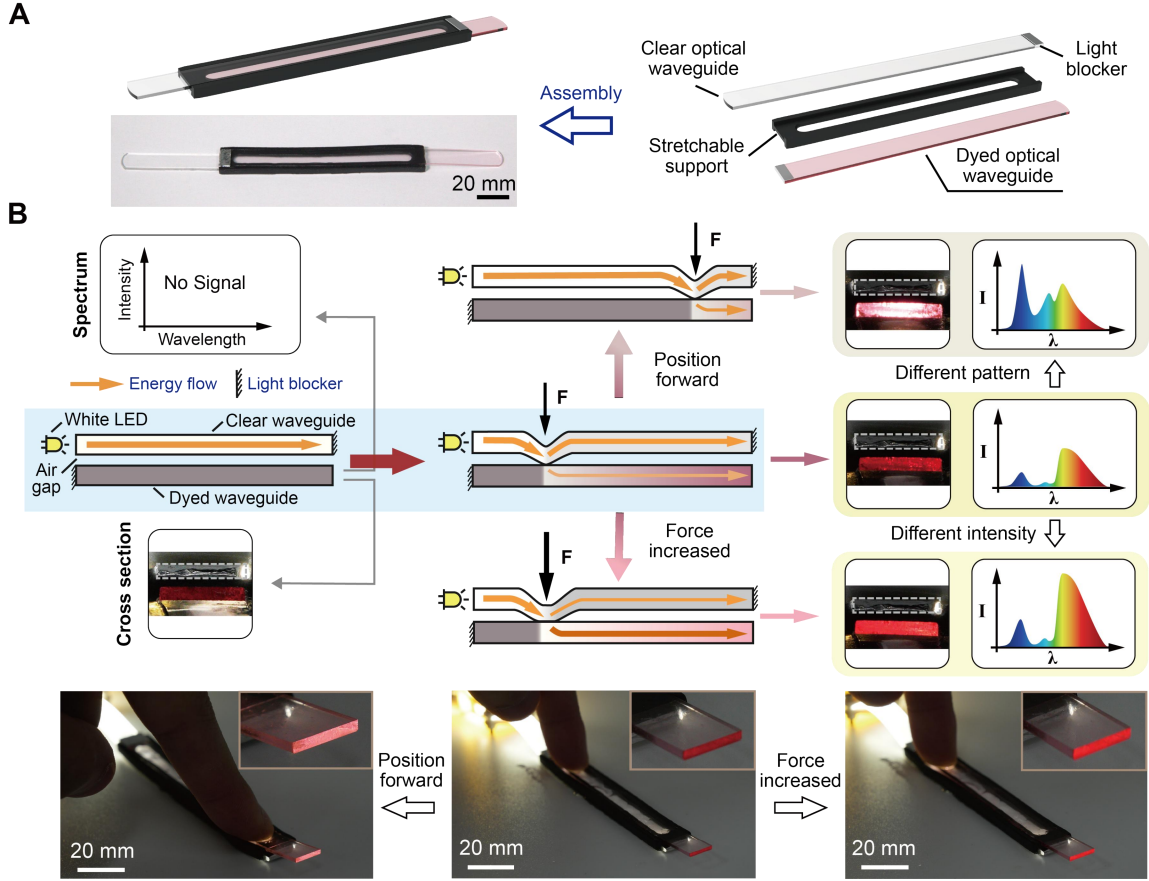 A
Clear optical
waveguide
Light
blocker
Assembly
Stretchable
support
Dyed optical
waveguide
20 mm
B
Spectrum
Intensity
No Signal
Wavelength
Energy flow
Light blocker
White LED
Clear waveguide
Air
gap
Dyed waveguide
Cross section
F
Position
forward
F
Force
increased
F
I
λ
Different pattern
I
λ
Different intensity
I
λ
20 mm
Position
forward
20 mm
Force
increased
20 mm